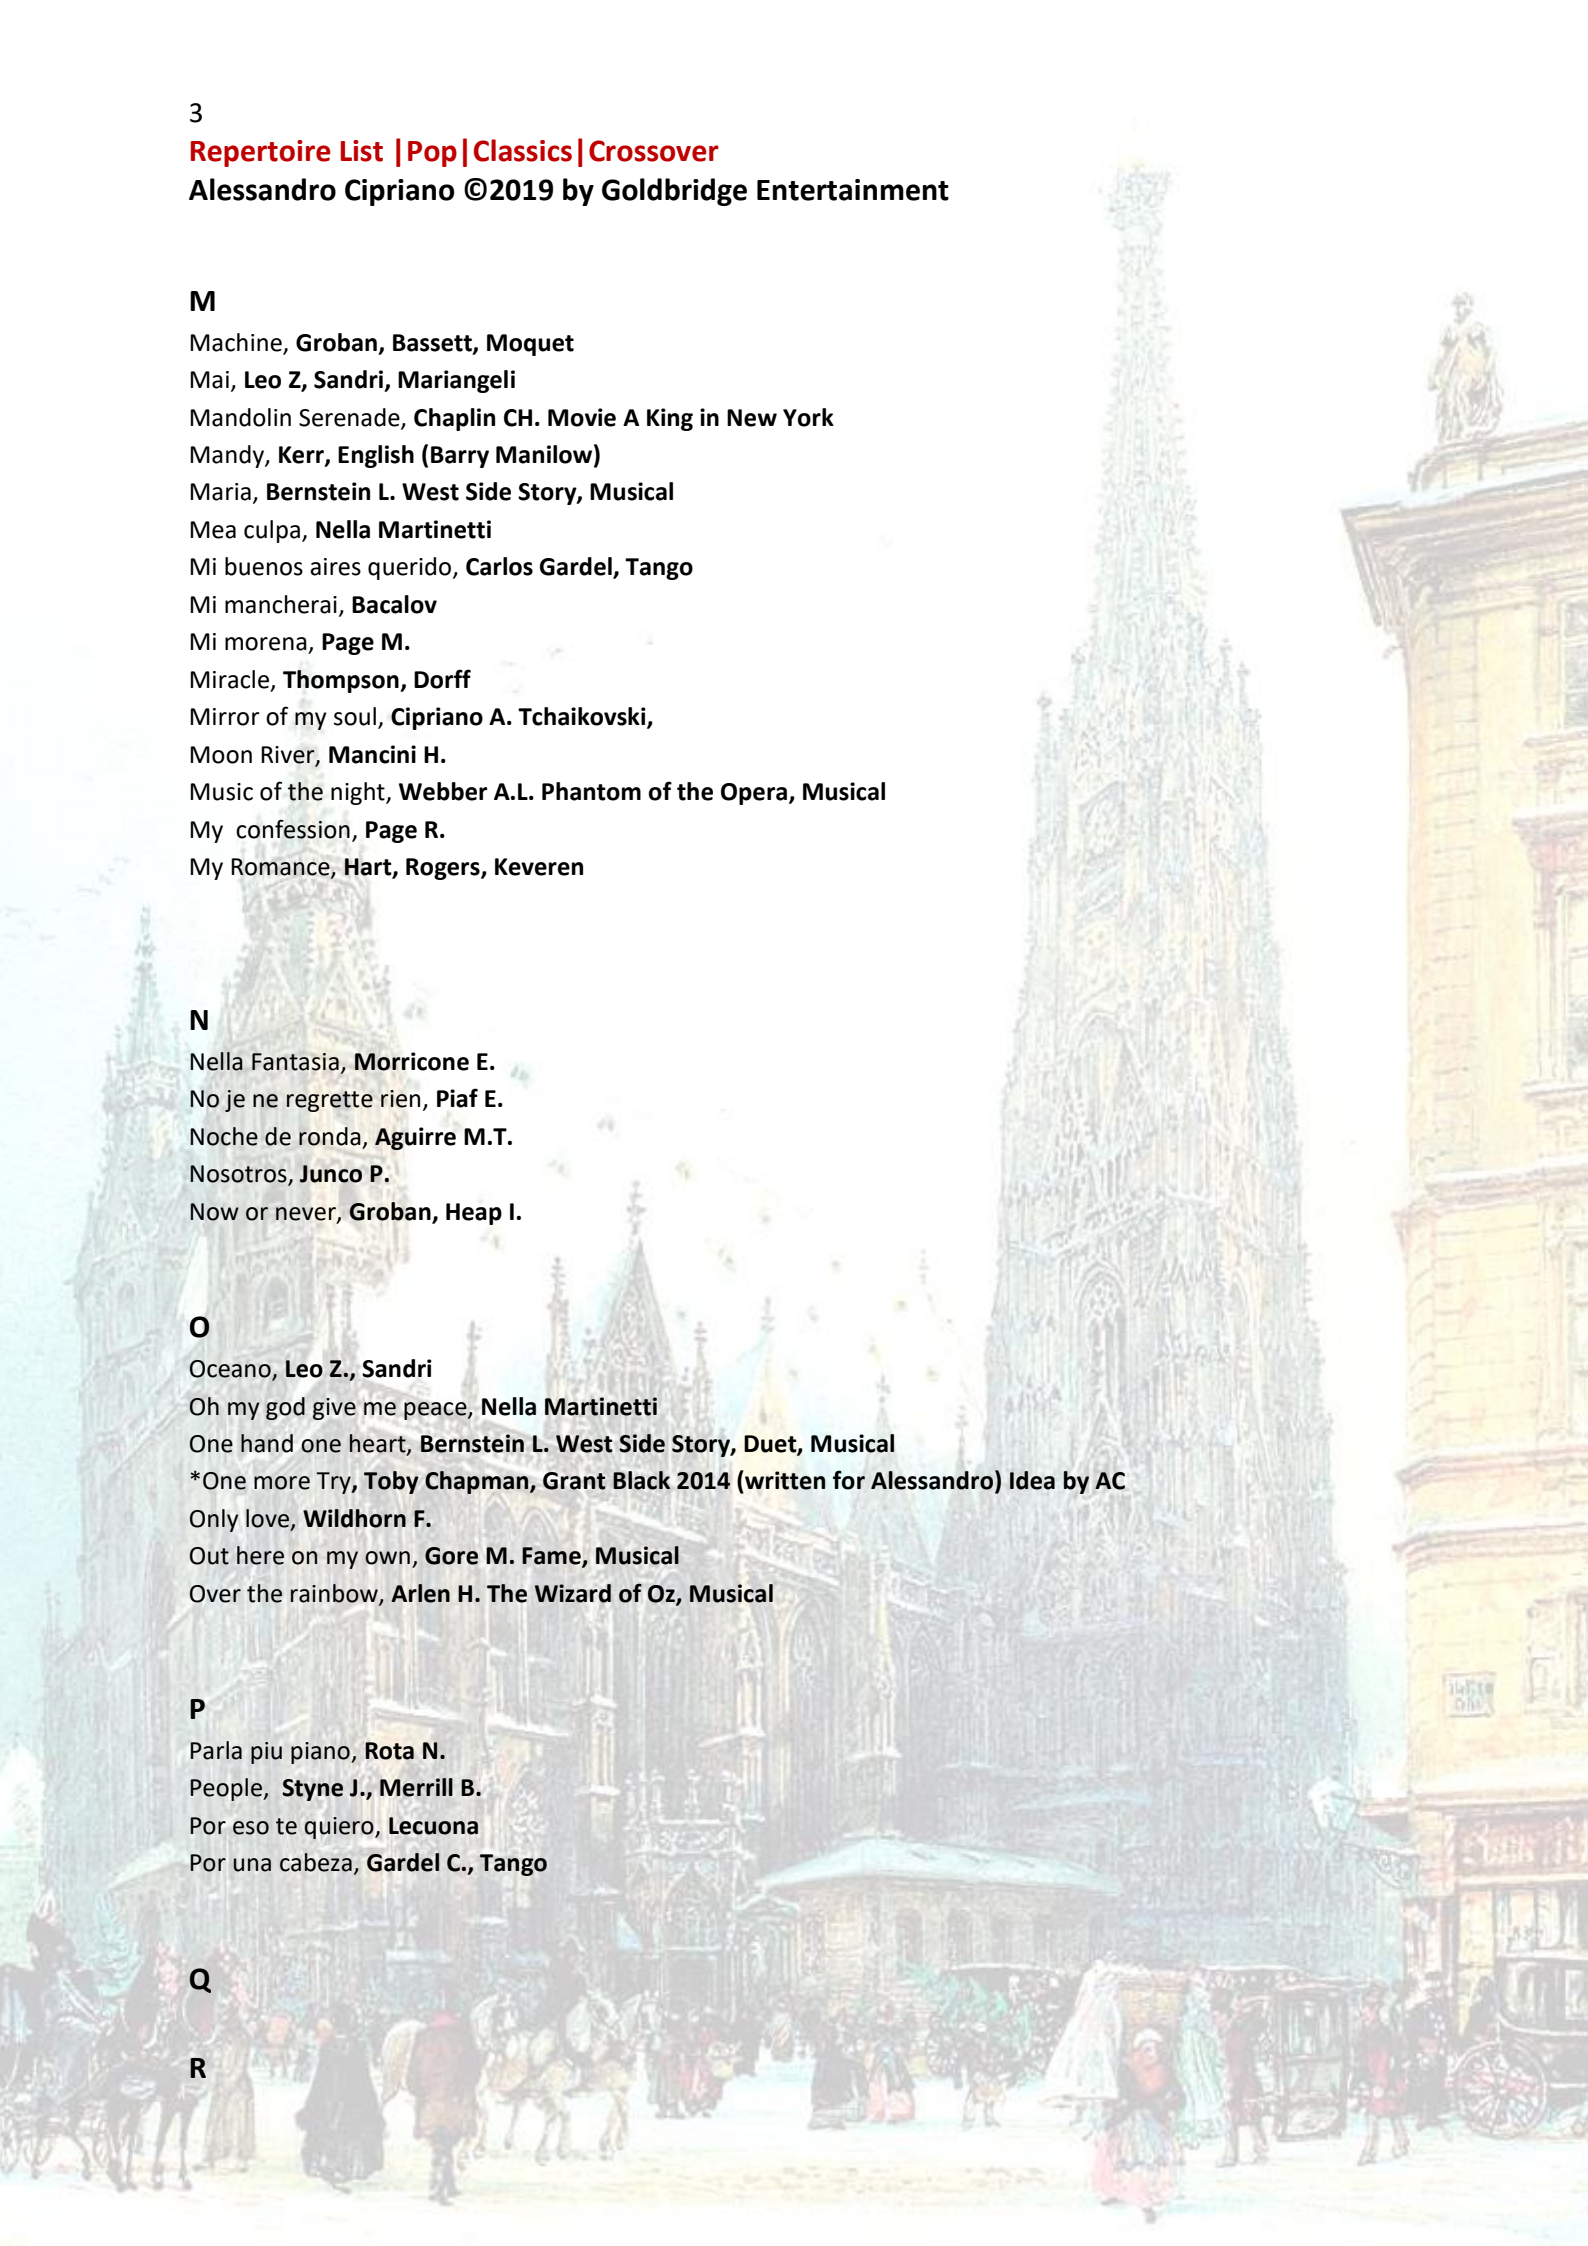 3
Repertoire List |Pop|Classics|Crossover
Alessandro Cipriano ©2019 by Goldbridge Entertainment
M
Machine, Groban, Bassett, Moquet
Mai, Leo Z, Sandri, Mariangeli
Mandolin Serenade, Chaplin CH. Movie A King in New York
Mandy, Kerr, English (Barry Manilow)
Maria, Bernstein L. West Side Story, Musical
Mea culpa, Nella Martinetti
Mi buenos aires querido, Carlos Gardel, Tango
Mi mancherai, Bacalov
Mi morena, Page M.
Miracle, Thompson, Dorff
Mirror of my soul, Cipriano A. Tchaikovski,
Moon River, Mancini H.
Music of the night, Webber A.L. Phantom of the Opera, Musical
My  confession, Page R.
My Romance, Hart, Rogers, Keveren
N
Nella Fantasia, Morricone E.
No je ne regrette rien, Piaf E.
Noche de ronda, Aguirre M.T.
Nosotros, Junco P.
Now or never, Groban, Heap I.
O
Oceano, Leo Z., Sandri
Oh my god give me peace, Nella Martinetti
One hand one heart, Bernstein L. West Side Story, Duet, Musical
*One more Try, Toby Chapman, Grant Black 2014 (written for Alessandro) Idea by AC
Only love, Wildhorn F.
Out here on my own, Gore M. Fame, Musical
Over the rainbow, Arlen H. The Wizard of Oz, Musical
P
Parla piu piano, Rota N.
People,  Styne J., Merrill B.
Por eso te quiero, Lecuona
Por una cabeza, Gardel C., Tango
Q
R